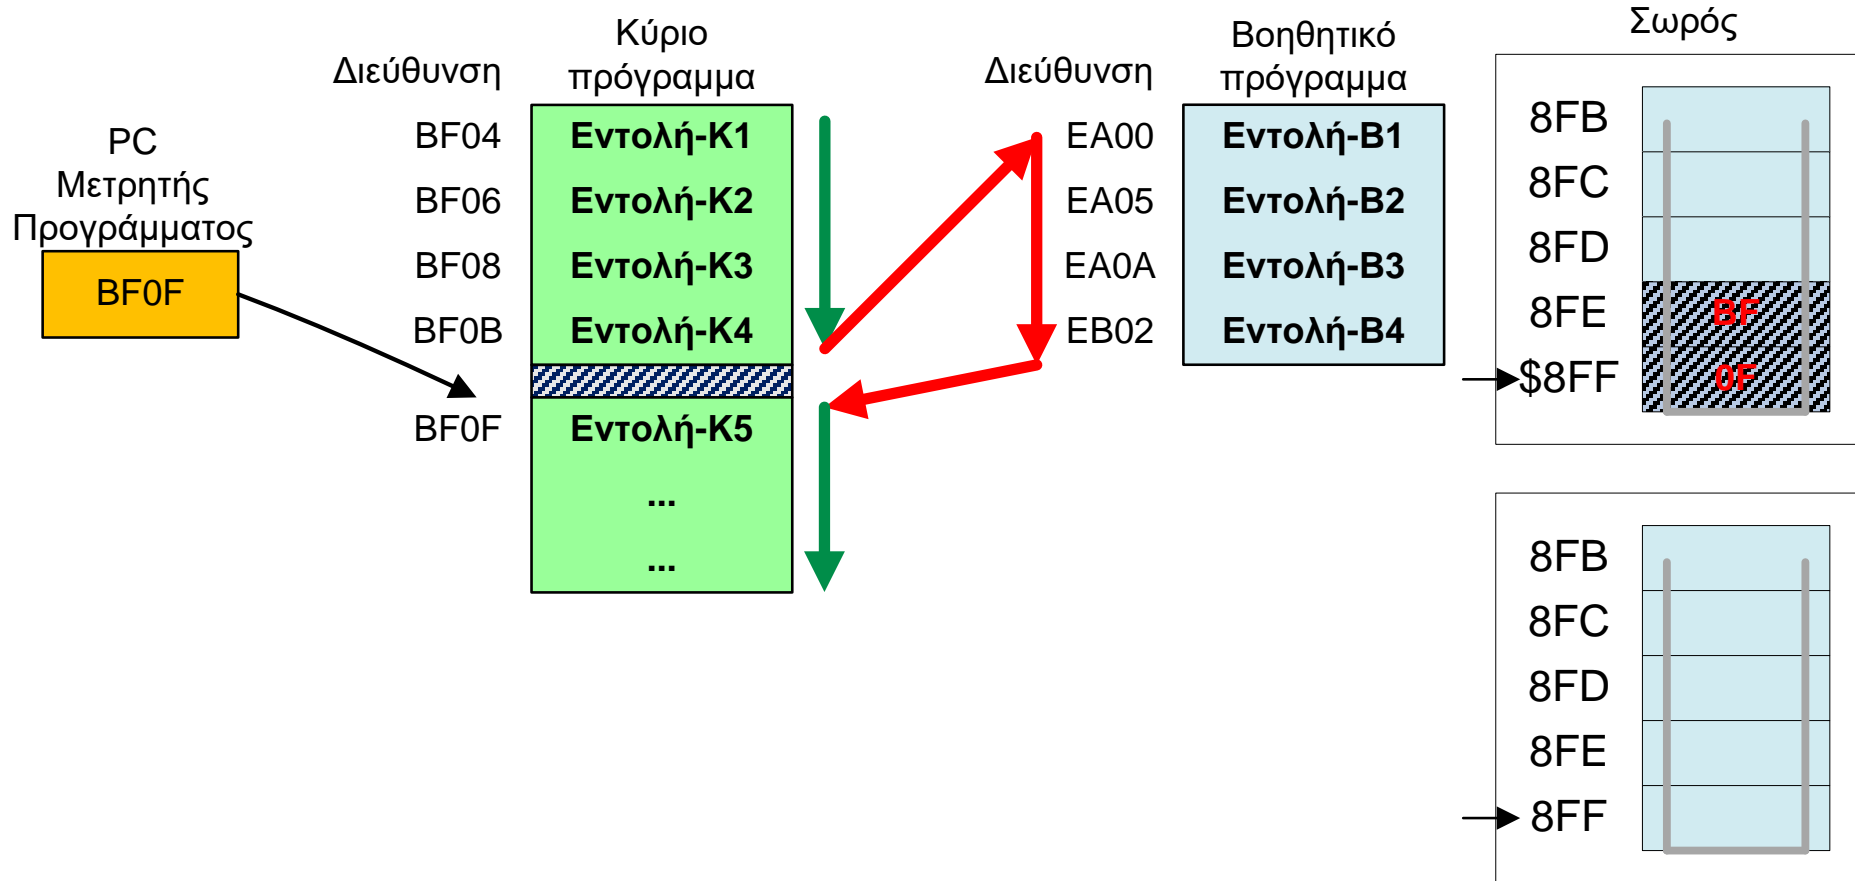 PC
Μετρητής
Προγράμματος
BF0F
Διεύθυνση
Κύριο
πρόγραμμα
BF04 Εντολή-Κ1
BF06 Εντολή-Κ2
BF08 Εντολή-Κ3
BF0B Εντολή-Κ4
BF0F Εντολή-Κ5
...
...
Διεύθυνση
Βοηθητικό
πρόγραμμα
EA00 Εντολή-Β1
EA05 Εντολή-Β2
EA0A Εντολή-Β3
EB02 Εντολή-Β4
Σωρός
8FB
8FC
8FD
8FE BF
$8FF 0F
8FB
8FC
8FD
8FE
8FF